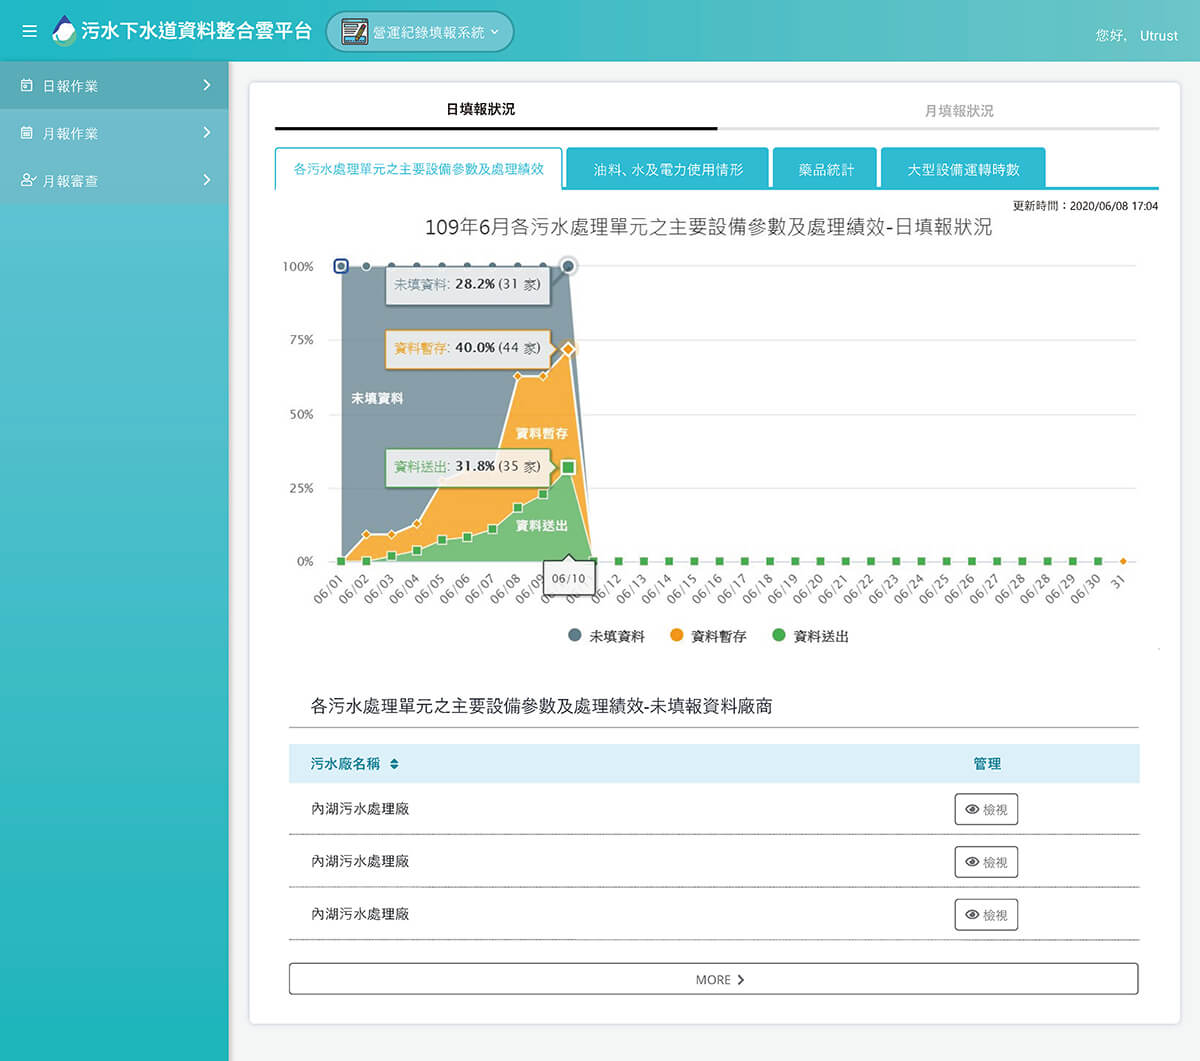 污水下水道資料整合雲平台
營運紀錄填報系統
您好, Utrust
日報作業
月報作業
月報審查
日填報狀況
月填報狀況
各污水處理單元之主要設備參數及處理績效
油料、水及電力使用情形
藥品統計
大型設備運轉時數
更新時間：2020/06/08 17:04
109年6月各污水處理單元之主要設備參數及處理績效-日填報狀況
100%
75%
50%
25%
0%
未填資料: 28.2% (31 家)
資料暫存: 40.0% (44 家)
未填資料
資料暫存
資料送出: 31.8% (35 家)
資料送出
06/10
06/01
06/02
06/03
06/04
06/05
06/06
06/07
06/08
06/09
06/12
06/13
06/14
06/15
06/16
06/17
06/18
06/19
06/20
06/21
06/22
06/23
06/24
06/25
06/26
06/27
06/28
06/28
06/29
06/30
31
未填資料
資料暫存
資料送出
各污水處理單元之主要設備參數及處理績效-未填報資料廠商
污水廠名稱
管理
內湖污水處理廠
檢視
內湖污水處理廠
檢視
內湖污水處理廠
檢視
MORE